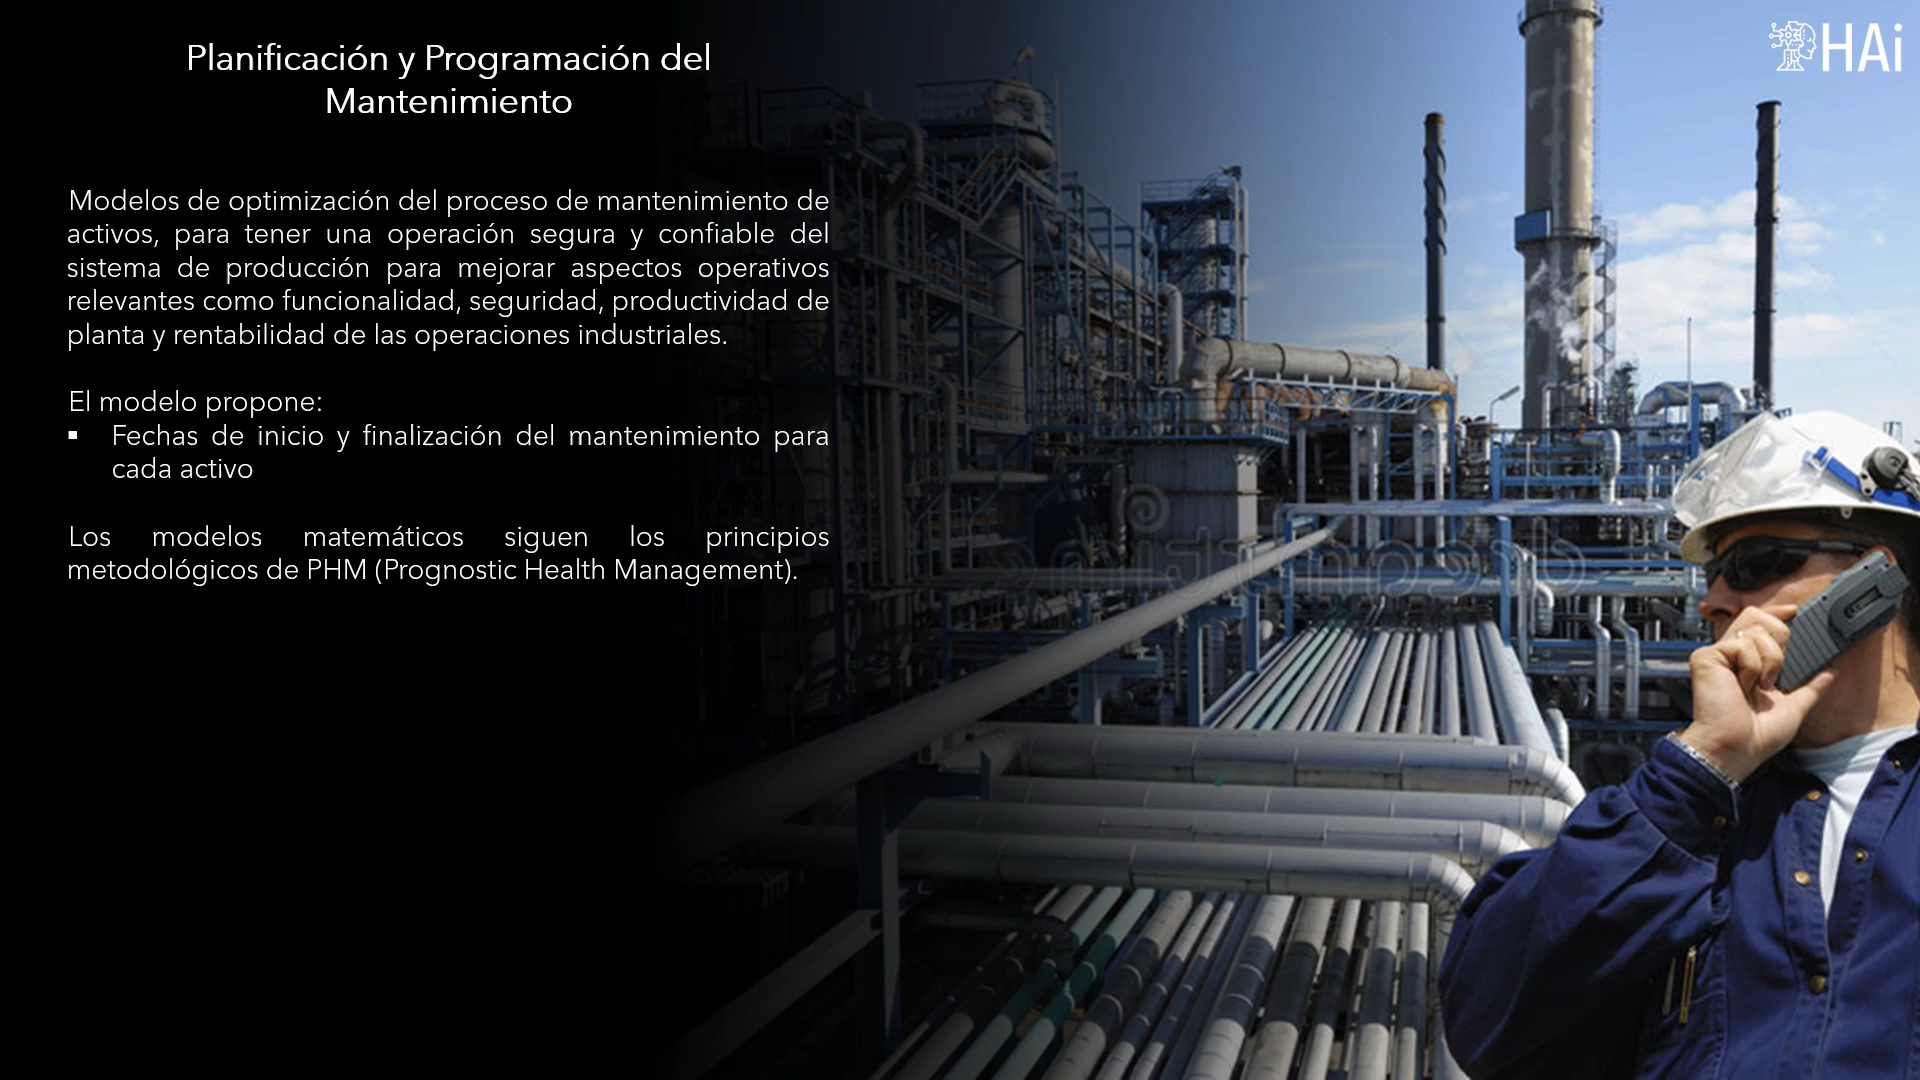 Planificación y Programación del
Mantenimiento
HAi
Modelos de optimización del proceso de mantenimiento de
activos, para tener una operación segura y confiable del
sistema de producción para mejorar aspectos operativos
relevantes como funcionalidad, seguridad, productividad de
planta y rentabilidad de las operaciones industriales.
El modelo propone:
▪ Fechas de inicio y finalización del mantenimiento para
cada activo
Los modelos matemáticos siguen los principios
metodológicos de PHM (Prognostic Health Management).